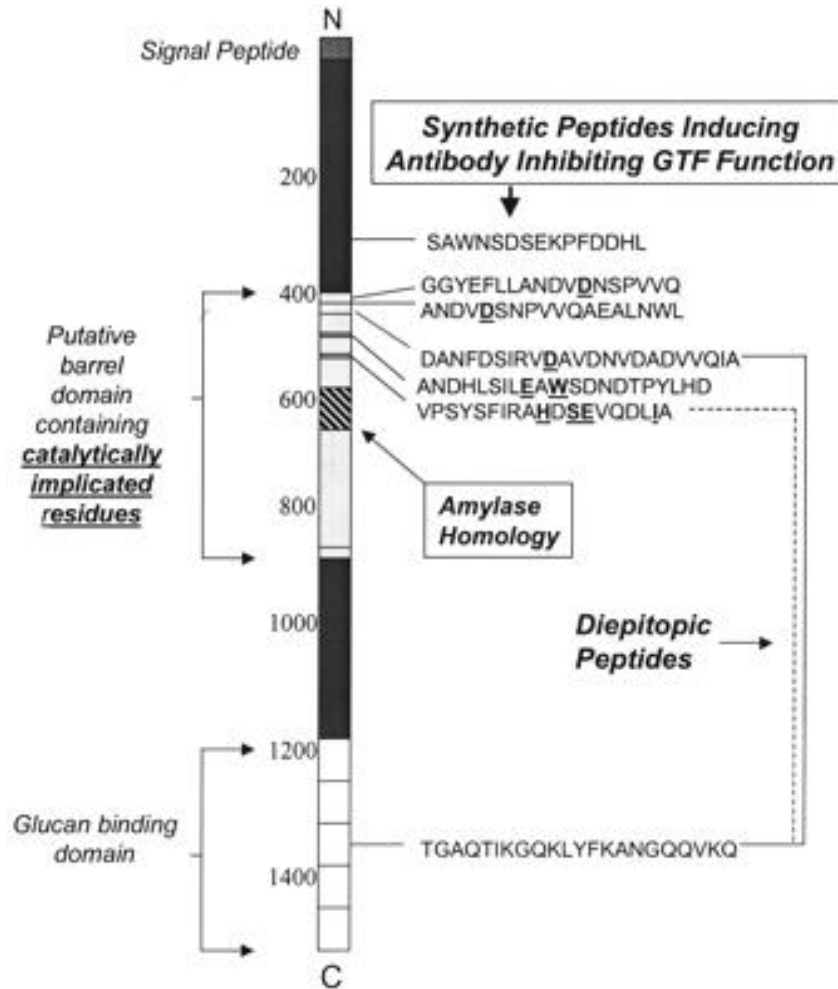 N
Signal Peptide
Synthetic Peptides Inducing
Antibody Inhibiting GTF Function
200
SAWNSDSEKPFDDHL
GGYEFLLANDVDNSPVVQ
400
ANDVDSNPVVQAEALNWL
Putative
barrel
domain
containing
catalytically
implicated
residues
DANFDSIRVDAVDNVDADVVQIA
ANDHLSILEAWSDNDTPYLHD
600
VPSYSFIRAHDSEVQDLIA
800
Amylase
Homology
1000
Diepitopic
Peptides
1200
Glucan binding
domain
TGAQTIKGQKLYFKANGQQVKQ
1400
C